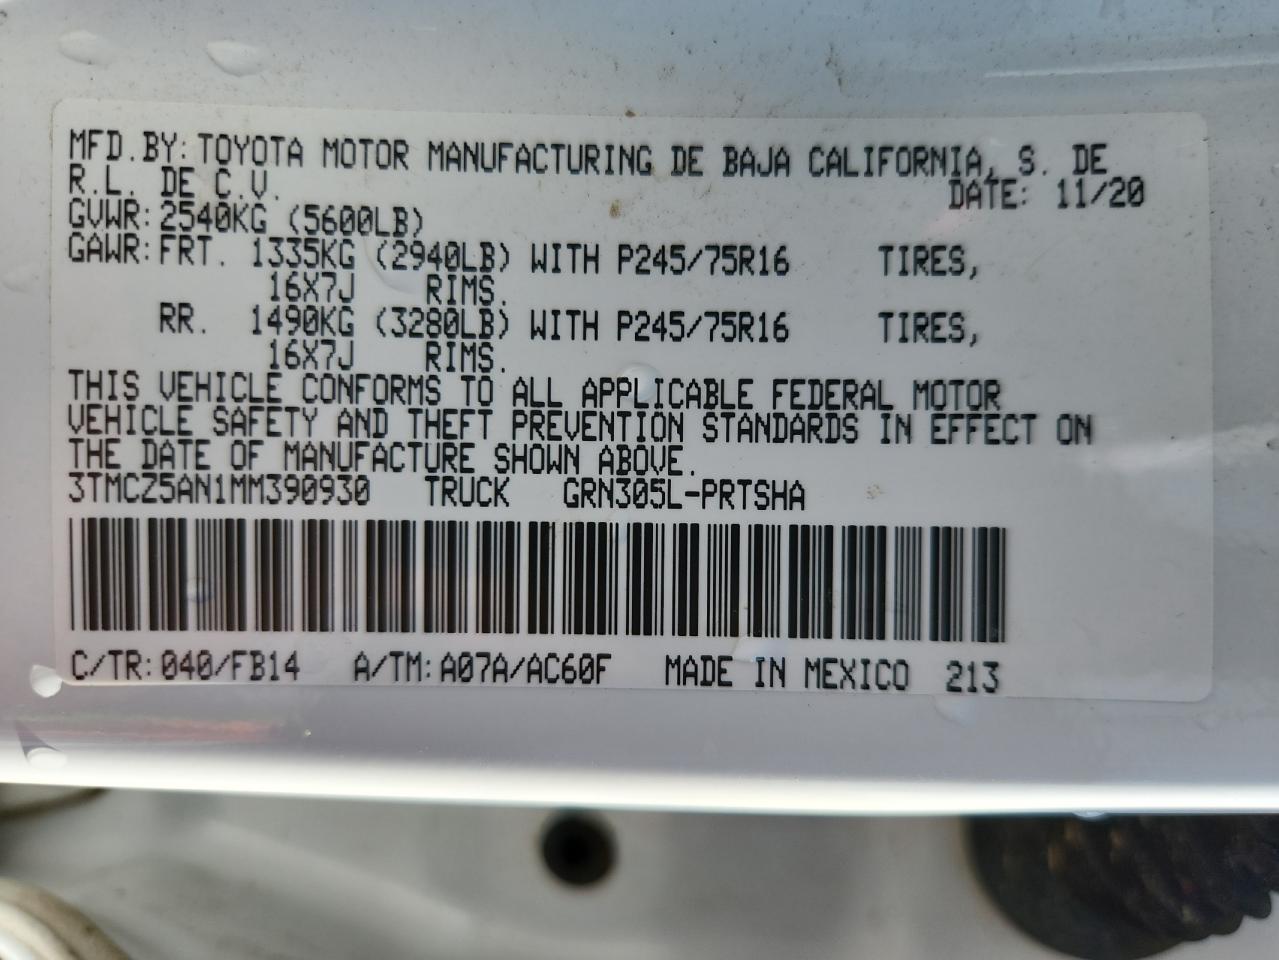 MFD.BY: TOYOTA MOTOR MANUFACTURING DE BAJA CALIFORNIA, S. DE
R.L. DE C.V. DATE: 11/20
GVWR: 2540KG (5600LB)
GAWR: FRT. 1335KG (2940LB) WITH P245/75R16 TIRES,
16X7J RIMS.
RR. 1490KG (3280LB) WITH P245/75R16 TIRES,
16X7J RIMS.
THIS VEHICLE CONFORMS TO ALL APPLICABLE FEDERAL MOTOR
VEHICLE SAFETY AND THEFT PREVENTION STANDARDS IN EFFECT ON
THE DATE OF MANUFACTURE SHOWN ABOVE.
3TMCZ5AN1MM390930 TRUCK GRN305L-PRTSHA
C/TR: 040/FB14 A/TM: A07A/AC60F MADE IN MEXICO 213